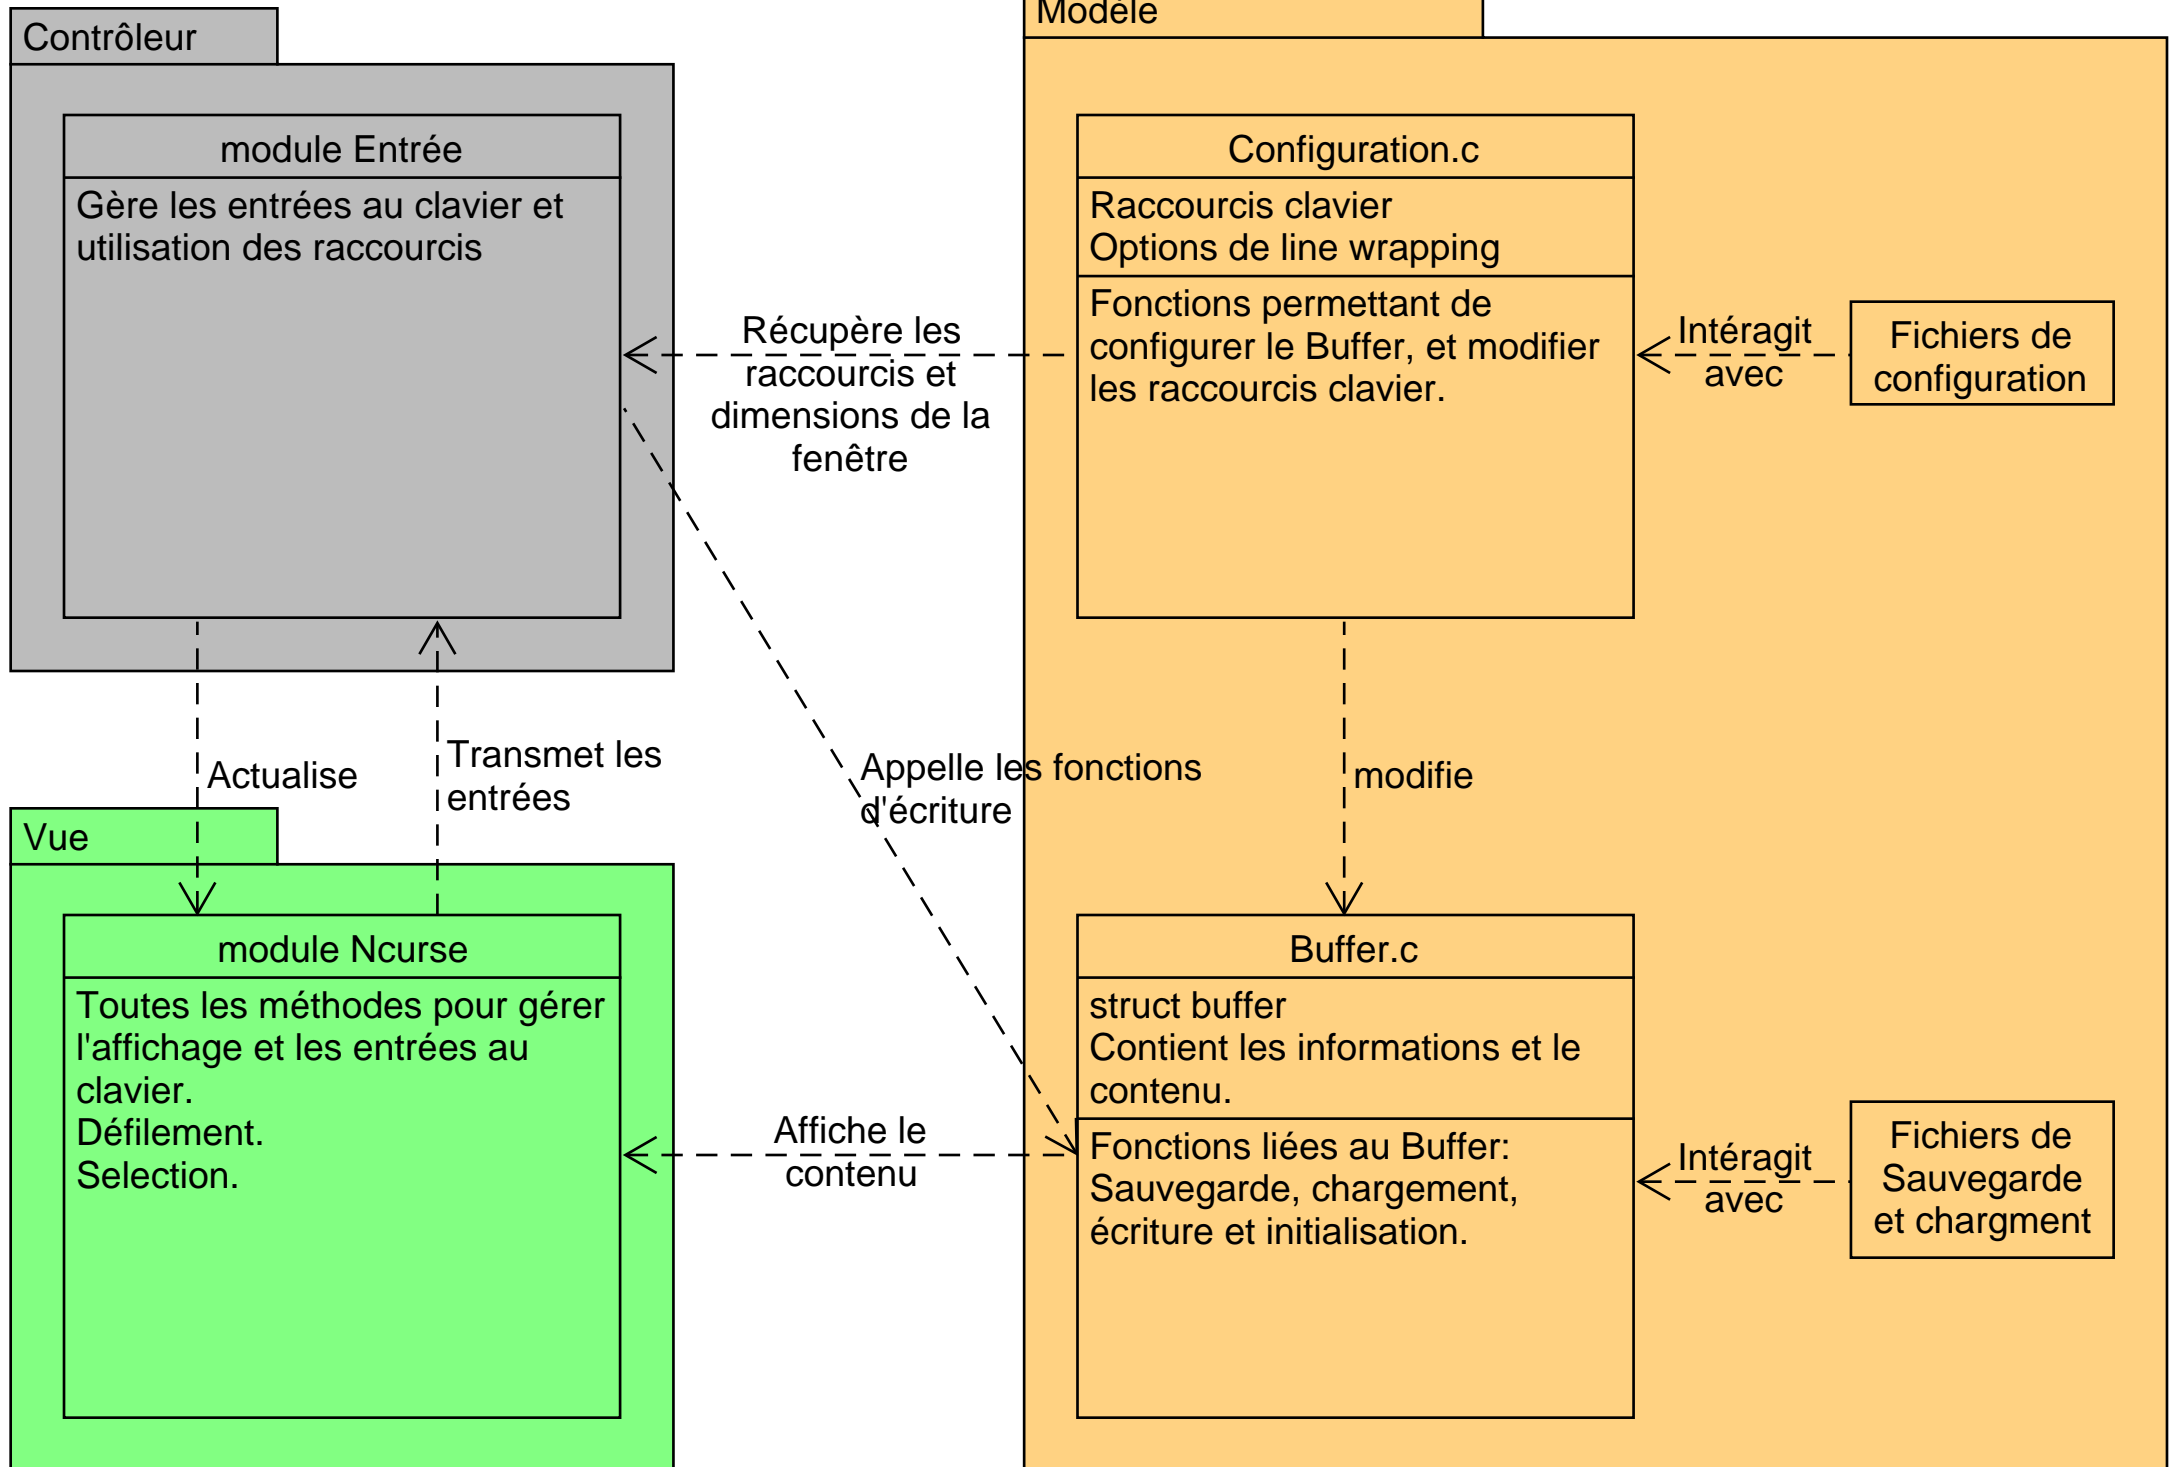 Contrôleur
module Entrée
Gère les entrées au clavier et
utilisation des raccourcis
Modèle
Configuration.c
Raccourcis clavier
Options de line wrapping
Fonctions permettant de
configurer le Buffer, et modifier
les raccourcis clavier.
Récupère les
raccourcis et
dimensions de la
fenêtre
Intéragit
avec
Fichiers de
configuration
Actualise
Transmet les
entrées
Appelle les fonctions
d'écriture
modifie
Vue
module Ncurse
Toutes les méthodes pour gérer
l'affichage et les entrées au
clavier.
Défilement.
Selection.
Affiche le
contenu
Buffer.c
struct buffer
Contient les informations et le
contenu.
Fonctions liées au Buffer:
Sauvegarde, chargement,
écriture et initialisation.
Intéragit
avec
Fichiers de
Sauvegarde
et chargment